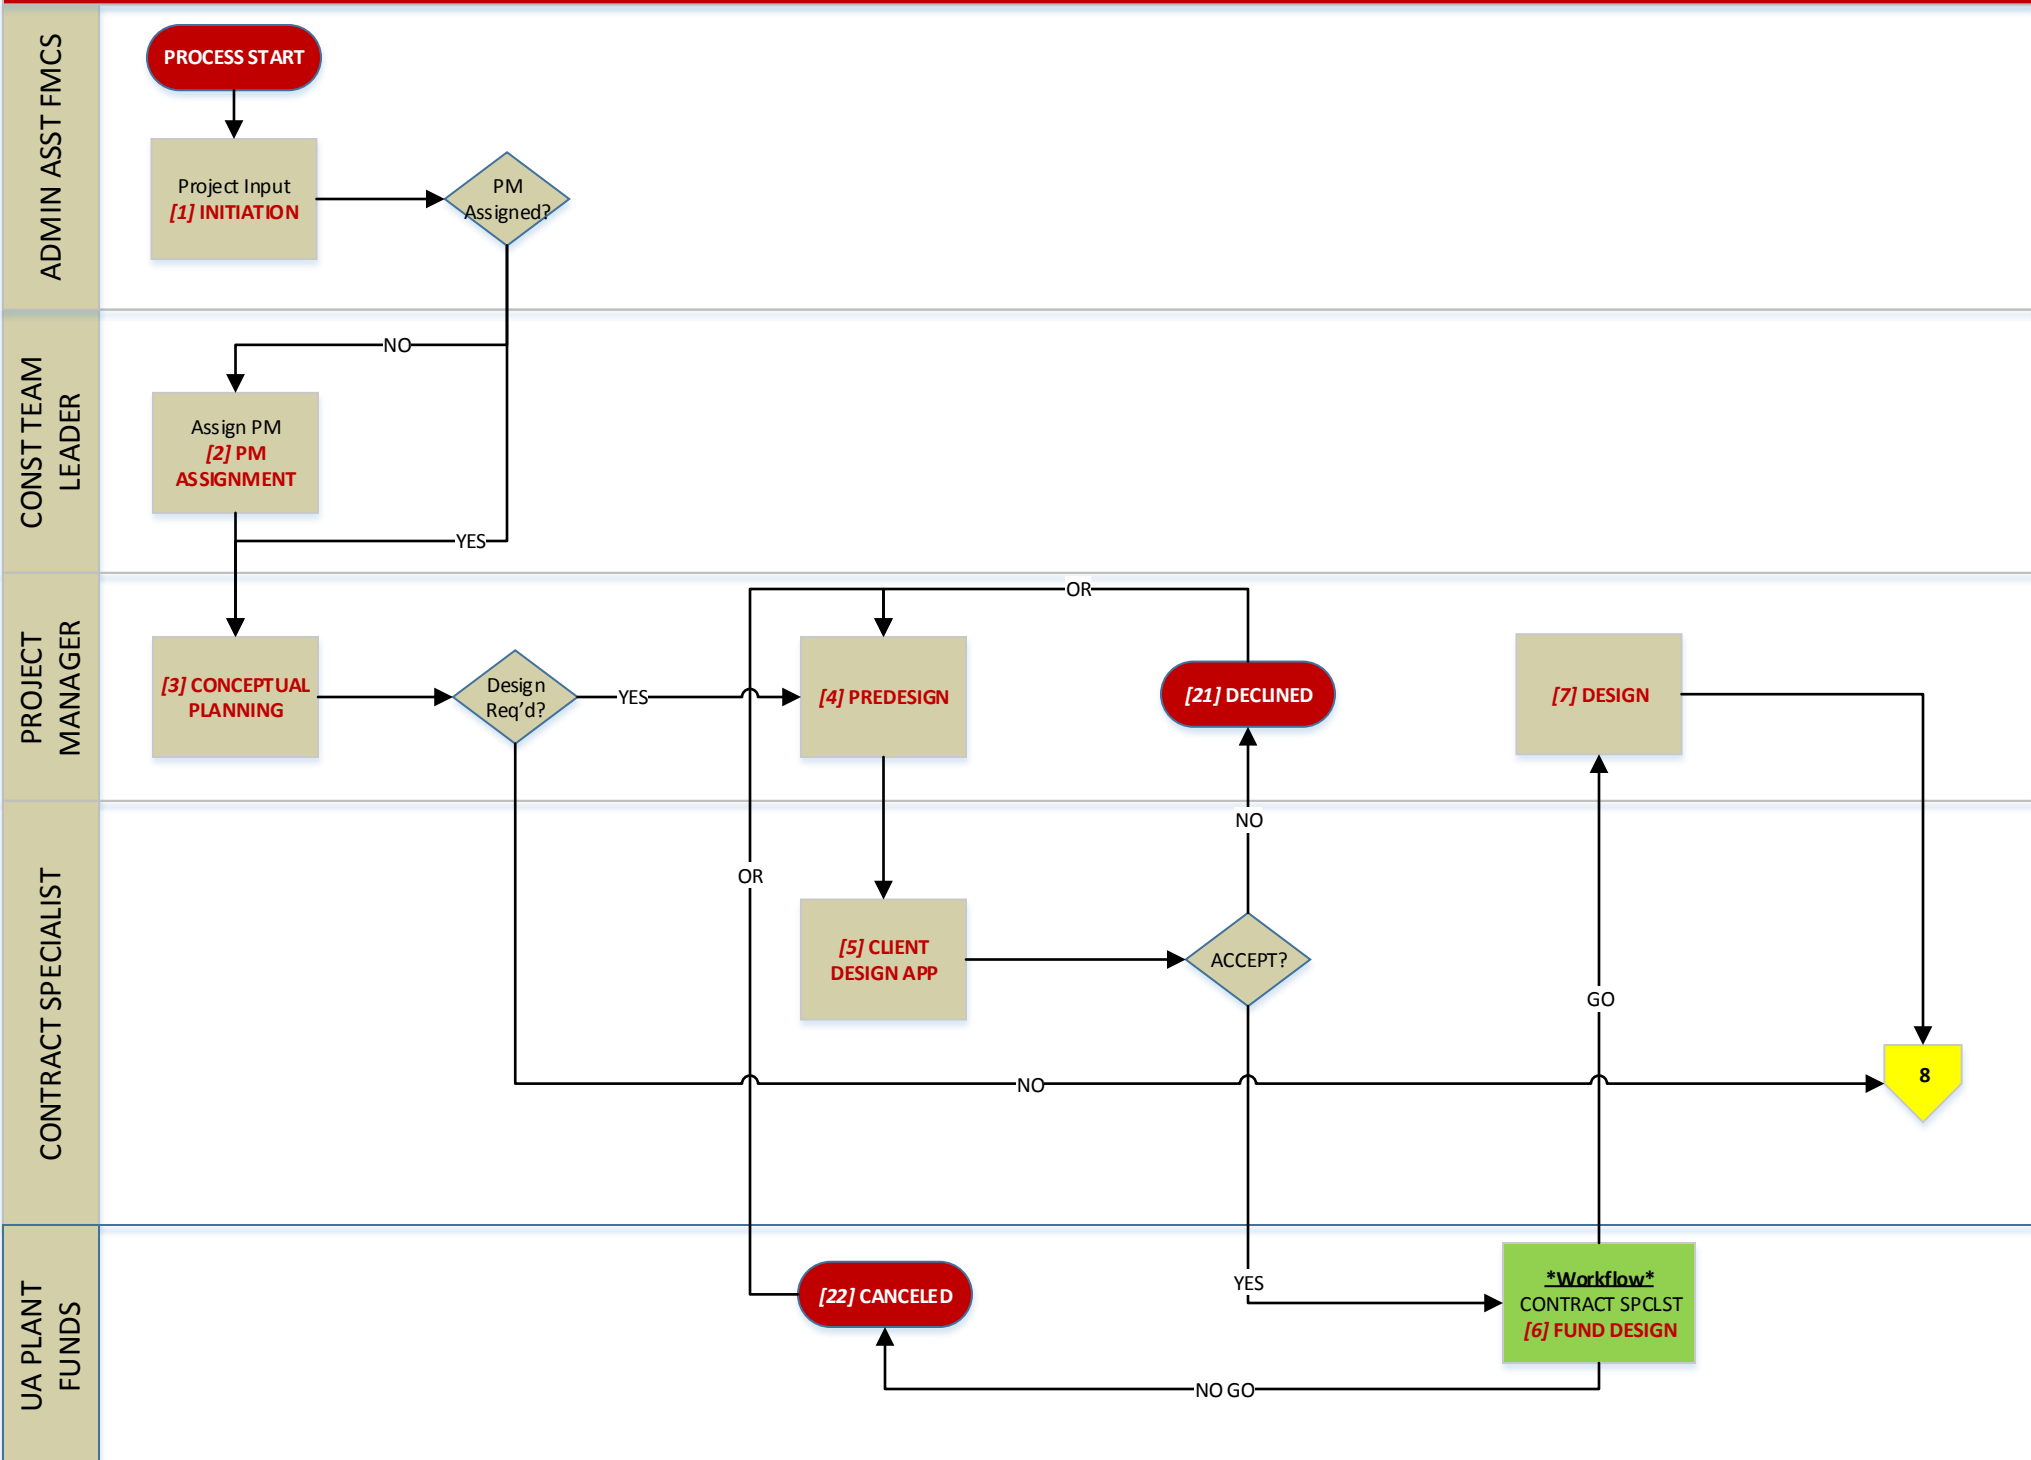 ADMIN ASST FMCS
PROCESS START
Project Input
[1] INITIATION
PM
Assigned?
CONST TEAM
LEADER
NO
Assign PM
[2] PM
ASSIGNMENT
YES
PROJECT
MANAGER
OR
[3] CONCEPTUAL
PLANNING
Design
Req'd?
YES
[4] PREDESIGN
[21] DECLINED
[7] DESIGN
CONTRACT SPECIALIST
NO
OR
[5] CLIENT
DESIGN APP
ACCEPT?
GO
NO
8
UA PLANT
FUNDS
[22] CANCELED
YES
*Workflow*
CONTRACT SPCLST
[6] FUND DESIGN
NO GO